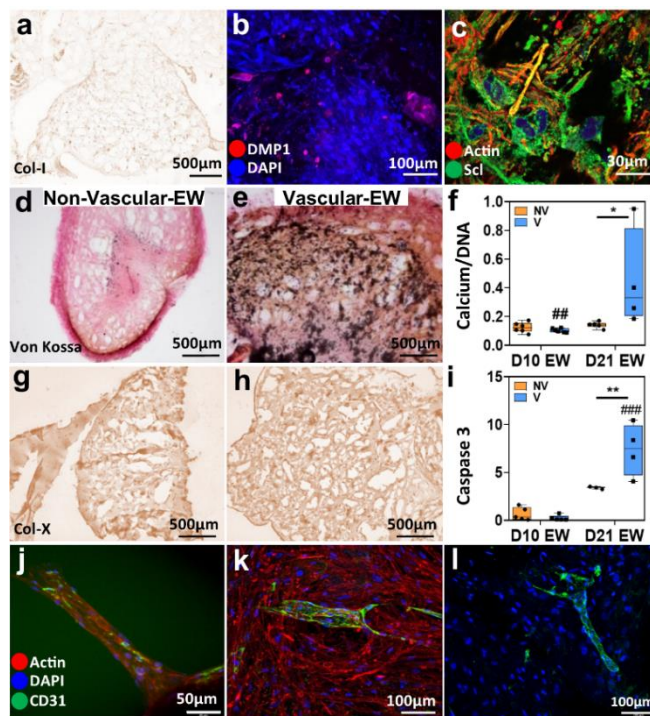 a
Col-I
500μm
b
DMP1
DAPI
100μm
c
Actin
Scl
30μm
d Non-Vascular-EW
Von Kossa
500μm
e Vascular-EW
500μm
f
Calcium/DNA
NV
V
*
##
1.0
0.8
0.6
0.4
0.2
0.0
D10 EW D21 EW
g
Col-X
500μm
h
500μm
i
Caspase 3
NV
V
**
###
15
10
5
0
D10 EW D21 EW
j
Actin
DAPI
CD31
50μm
k
100μm
l
100μm